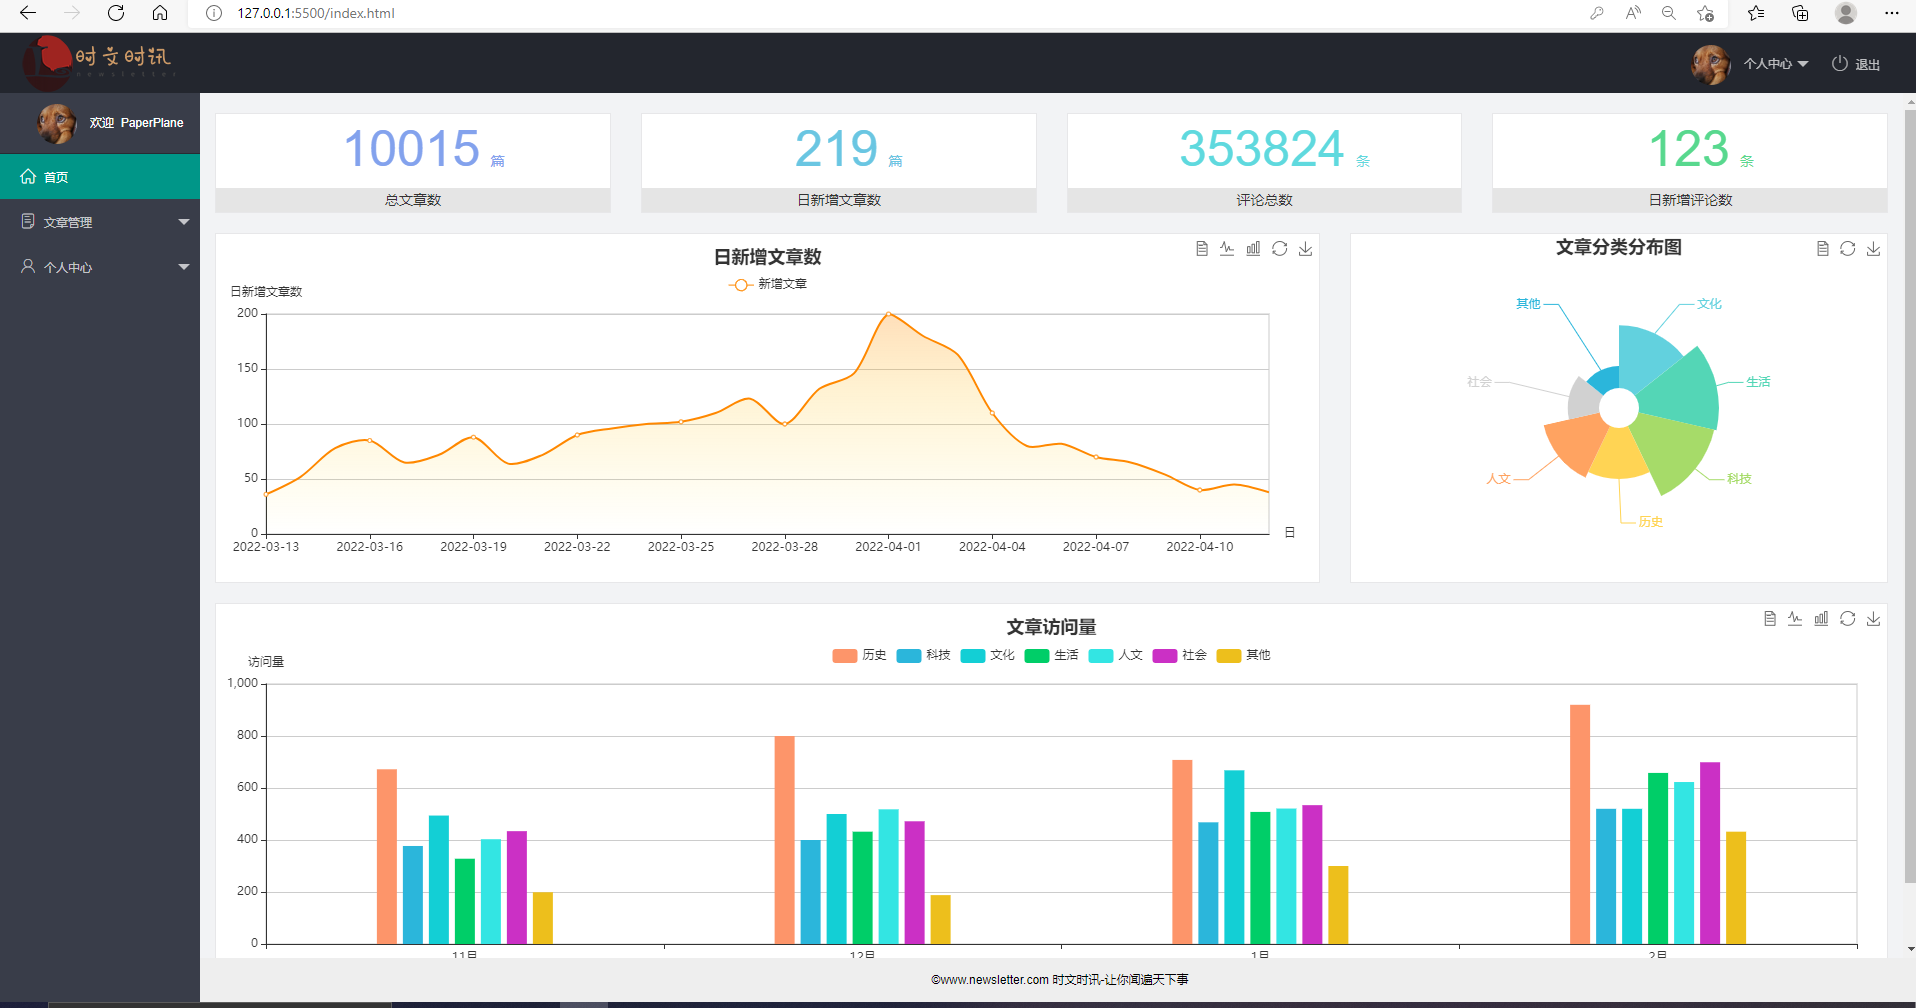 127.0.0.1:5500/index.html
时文时讯
newsletter
个人中心
退出
欢迎 PaperPlane
首页
文章管理
个人中心
10015 篇
总文章数
219 篇
日新增文章数
353824 条
评论总数
123 条
日新增评论数
日新增文章数
新增文章
日新增文章数
200
150
100
50
0
2022-03-13 2022-03-16 2022-03-19 2022-03-22 2022-03-25 2022-03-28 2022-04-01 2022-04-04 2022-04-07 2022-04-10
日
文章分类分布图
其他
文化
社会
生活
人文
科技
历史
文章访问量
历史 科技 文化 生活 人文 社会 其他
访问量
1,000
800
600
400
200
0
11月 12月 1月 2月
©www.newsletter.com 时文时讯-让你闻遍天下事